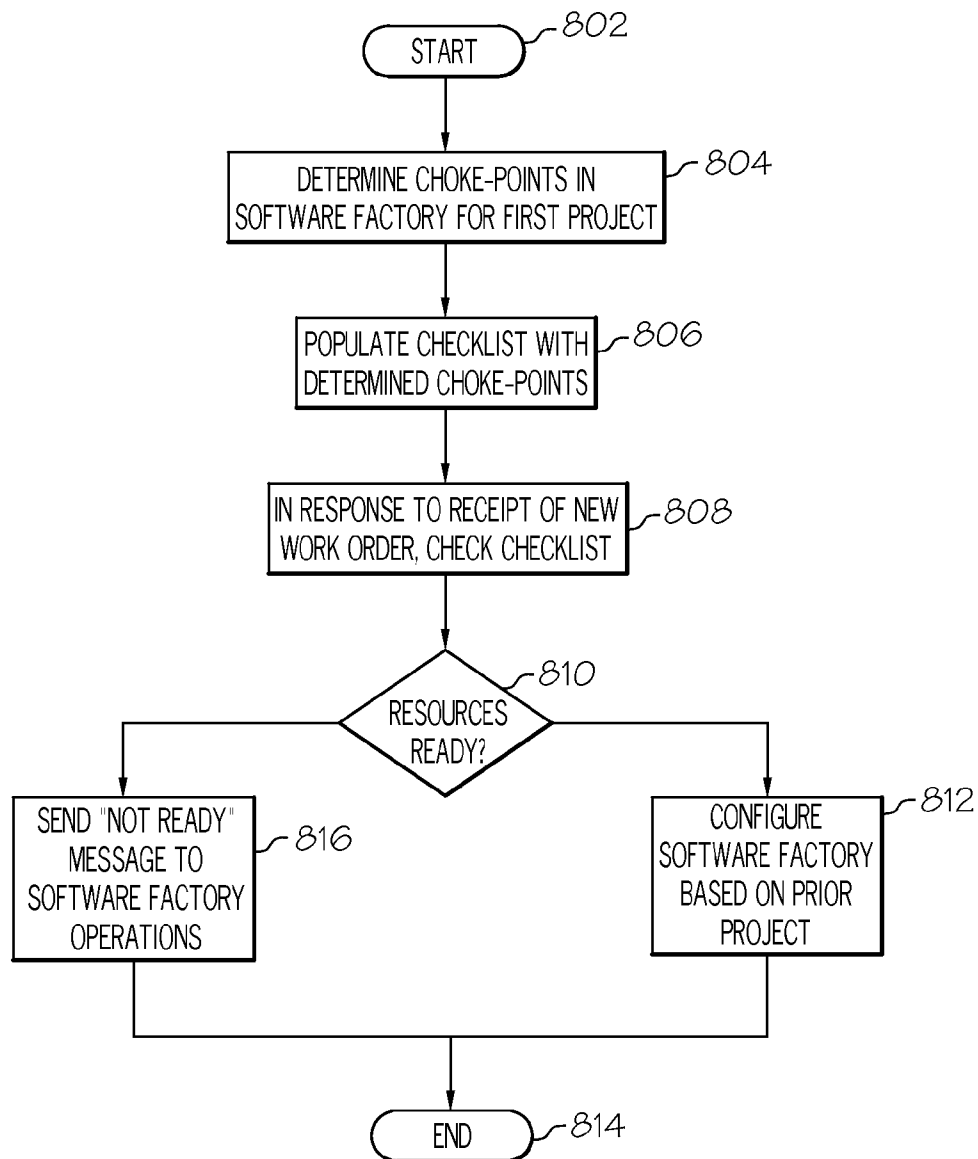 START
802
DETERMINE CHOKE-POINTS IN
SOFTWARE FACTORY FOR FIRST PROJECT
804
POPULATE CHECKLIST WITH
DETERMINED CHOKE-POINTS
806
IN RESPONSE TO RECEIPT OF NEW
WORK ORDER, CHECK CHECKLIST
808
RESOURCES
READY?
810
SEND "NOT READY"
MESSAGE TO
SOFTWARE FACTORY
OPERATIONS
816
CONFIGURE
SOFTWARE FACTORY
BASED ON PRIOR
PROJECT
812
END
814